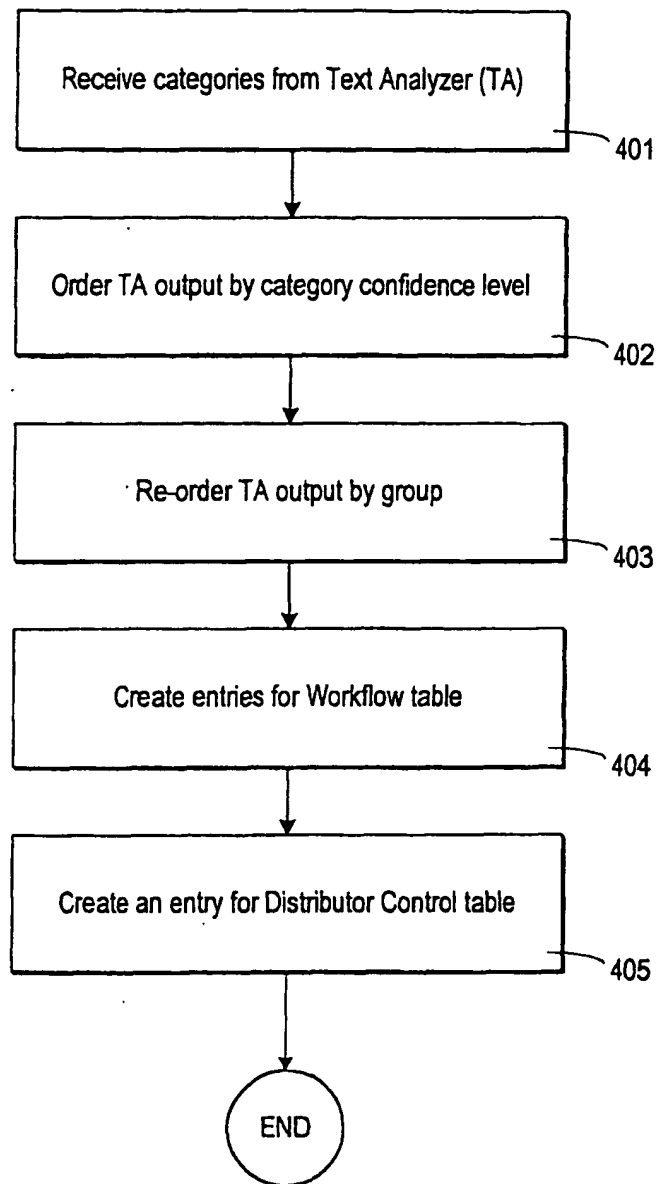 Receive categories from Text Analyzer (TA)
401
Order TA output by category confidence level
402
Re-order TA output by group
403
Create entries for Workflow table
404
Create an entry for Distributor Control table
405
END